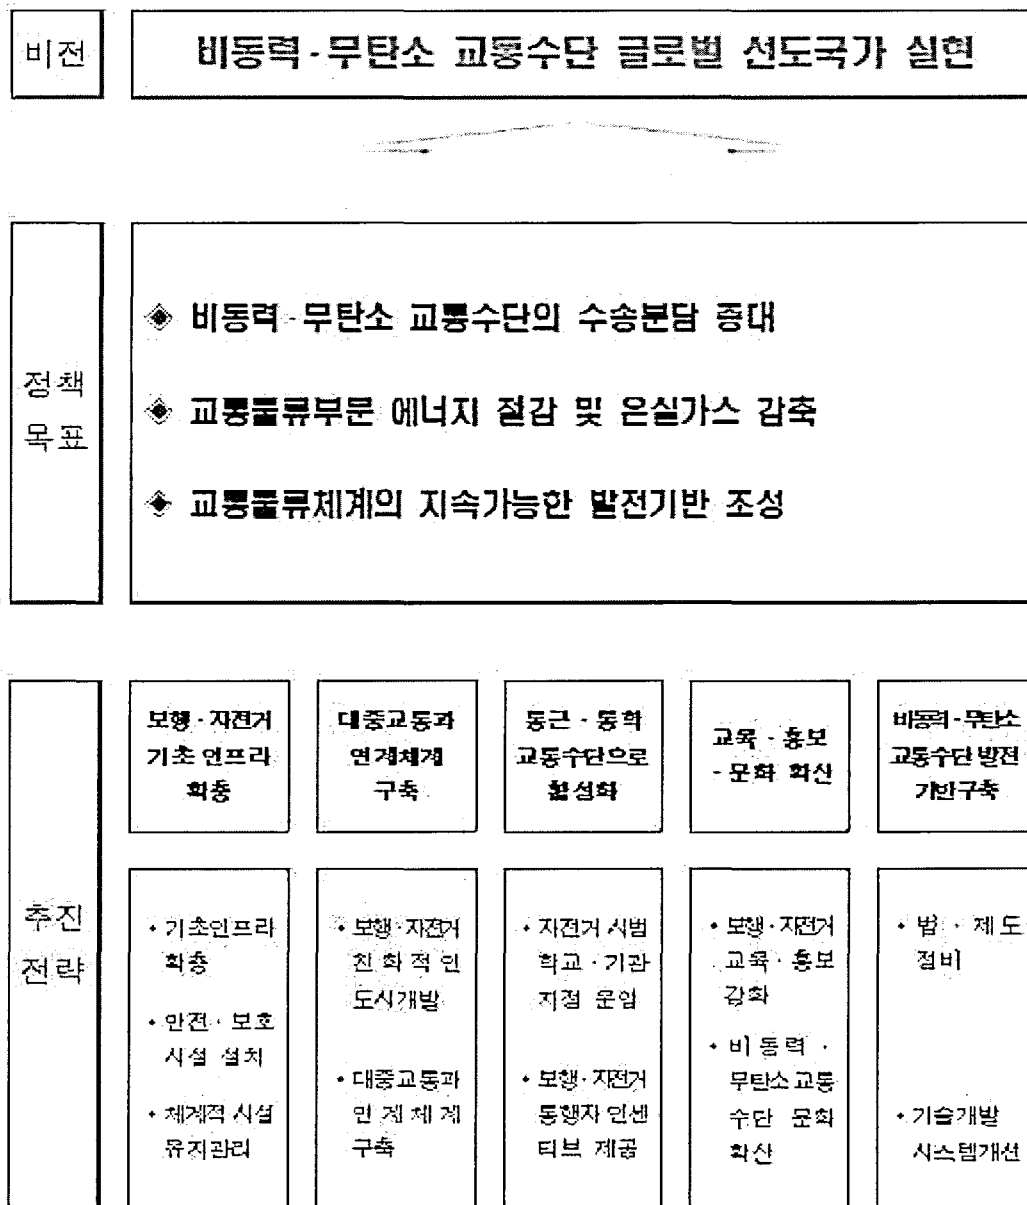 비전
비동력·무탄소 교통수단 글로벌 선도국가 실현
정책
목표
◈ 비동력·무탄소 교통수단의 수송분담 증대
◈ 교통물류부문 에너지 절감 및 온실가스 감축
◈ 교통물류체계의 지속가능한 발전기반 조성
추진
전략
보행·자전거
기초 인프라
확충
대중교통과
연계체계
구축
통근·통학
교통수단으로
활성화
교육·홍보
·문화 확산
비동력·무탄소
교통수단 발전
기반구축
• 기초인프라
확충
• 안전·보호
시설 설치
• 체계적 시설
유지관리
• 보행·자전거
친화적인
도시개발
• 대중교통과
연계체계
구축
• 자전거 시범
학교·기관
지정 운영
• 보행·자전거
통행자 인센
티브 제공
• 보행·자전거
교육·홍보
강화
• 비동력·
무탄소 교통
수단 문화
확산
• 법·제도
정비
• 기술개발
시스템개선